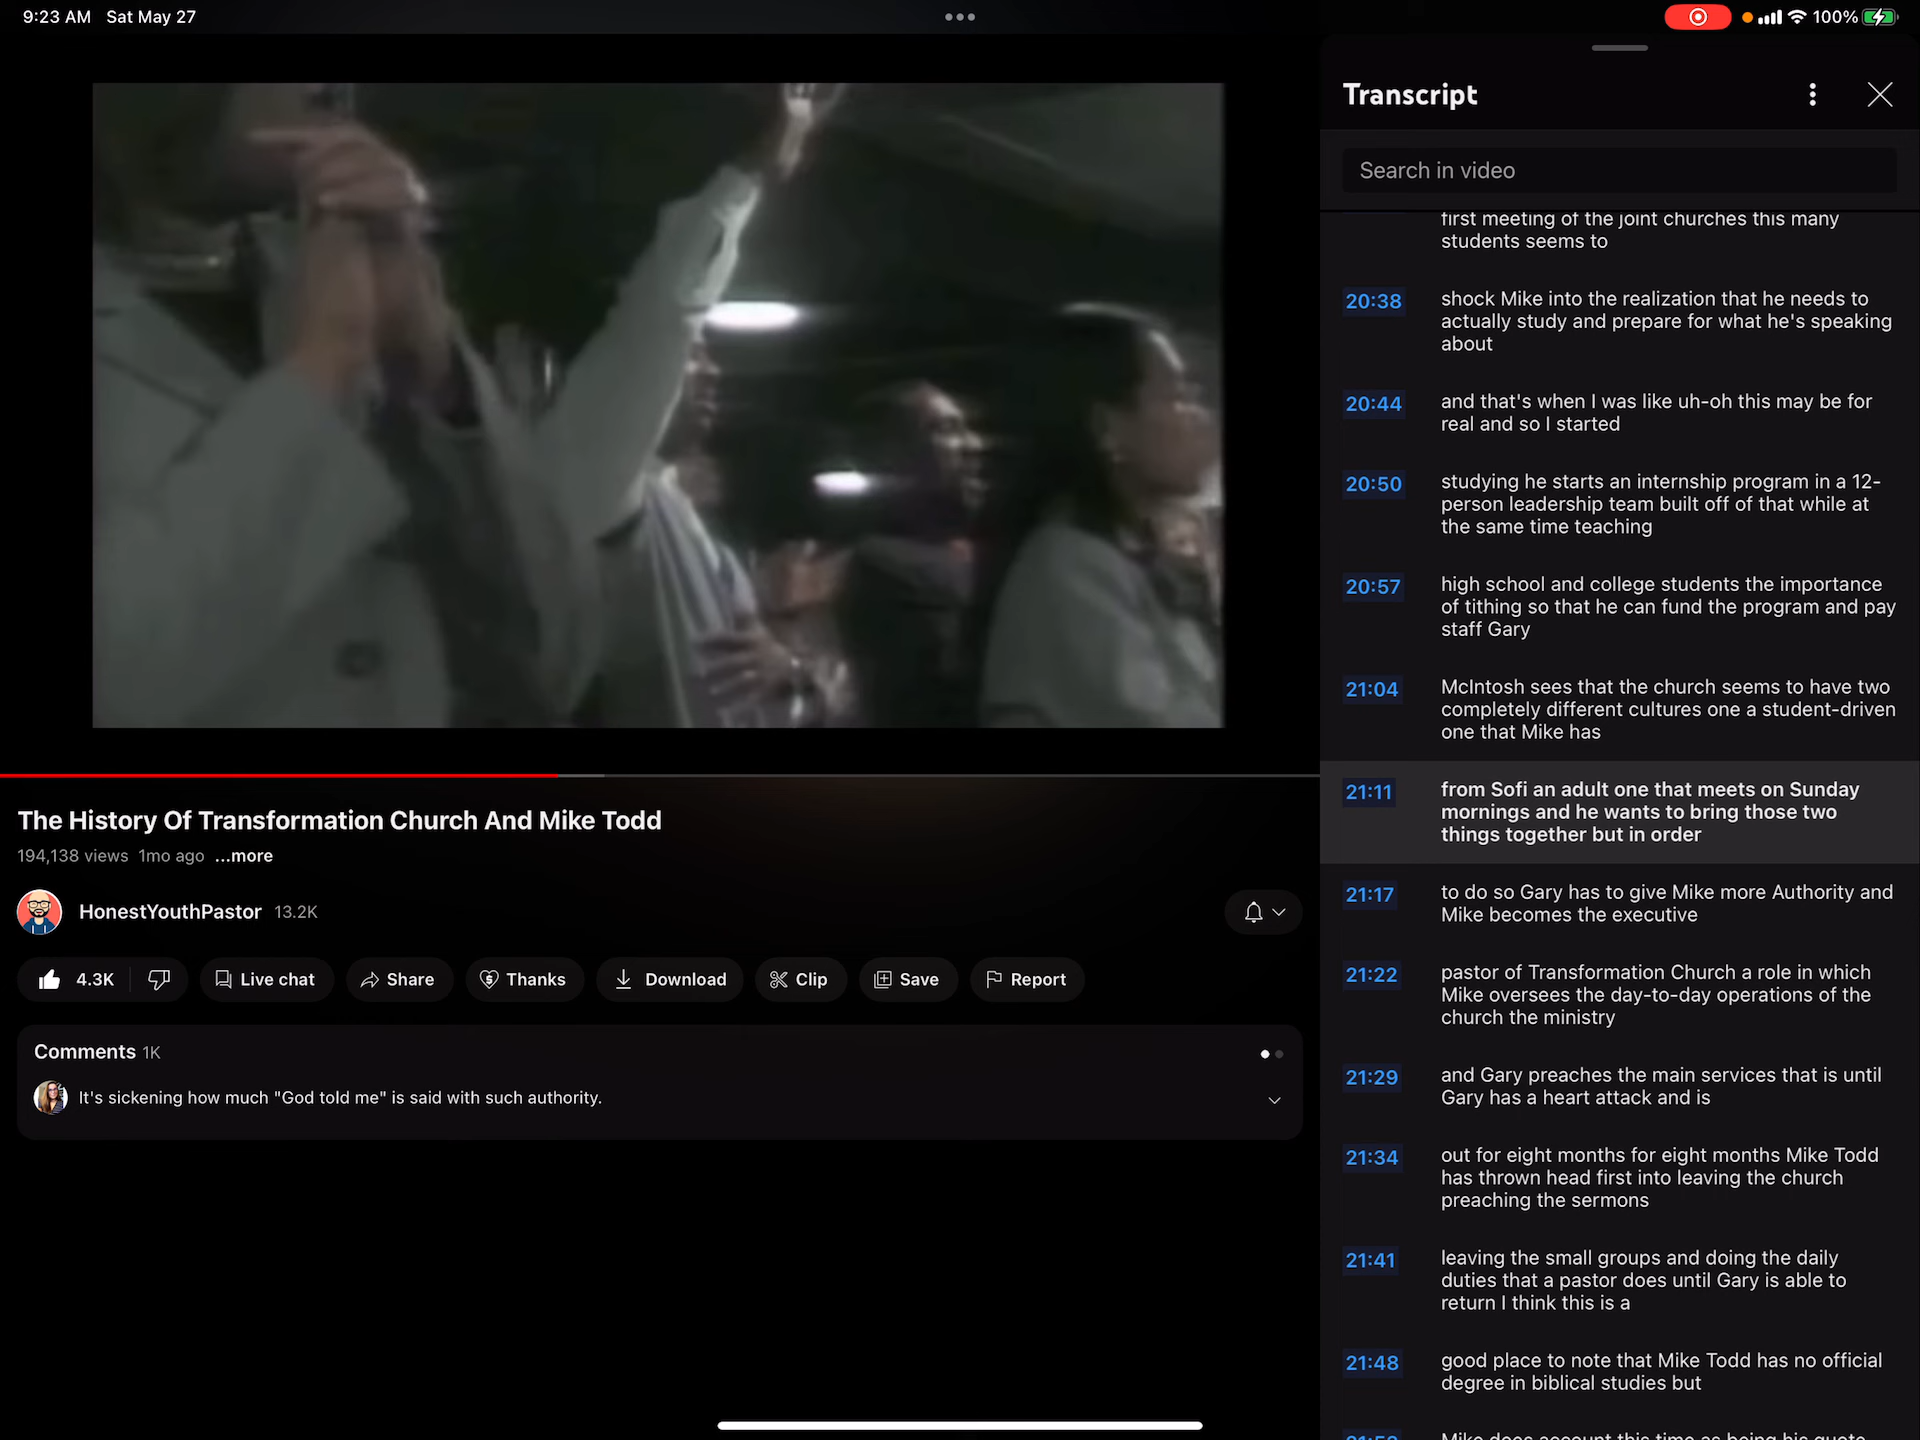 9:23 AM Sat May 27
100%
Transcript
Search in video
first meeting of the joint churches this many
students seems to
20:38
shock Mike into the realization that he needs to
actually study and prepare for what he's speaking
about
20:44
and that's when I was like uh-oh this may be for
real and so I started
20:50
studying he starts an internship program in a 12-
person leadership team built off of that while at
the same time teaching
20:57
high school and college students the importance
of tithing so that he can fund the program and pay
staff Gary
21:04
McIntosh sees that the church seems to have two
completely different cultures one a student-driven
one that Mike has
21:11
from Sofi an adult one that meets on Sunday
mornings and he wants to bring those two
things together but in order
21:17
to do so Gary has to give Mike more Authority and
Mike becomes the executive
21:22
pastor of Transformation Church a role in which
Mike oversees the day-to-day operations of the
church the ministry
21:29
and Gary preaches the main services that is until
Gary has a heart attack and is
21:34
out for eight months for eight months Mike Todd
has thrown head first into leaving the church
preaching the sermons
21:41
leaving the small groups and doing the daily
duties that a pastor does until Gary is able to
return I think this is a
21:48
good place to note that Mike Todd has no official
degree in biblical studies but
Mike does account this time as being his quote
The History Of Transformation Church And Mike Todd
194,138 views 1mo ago ...more
HonestYouthPastor 13.2K
4.3K
Live chat
Share
Thanks
Download
Clip
Save
Report
Comments 1K
It's sickening how much "God told me" is said with such authority.